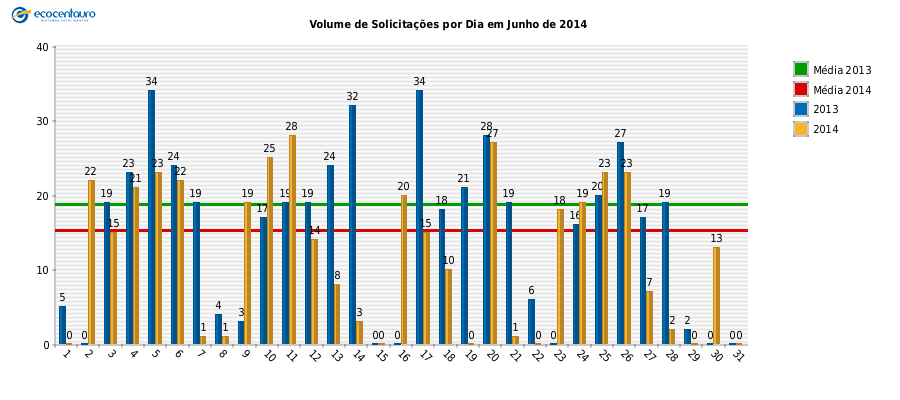 ecocentauro
Volume de Solicitações por Dia em Junho de 2014
40
30
20
10
0
5 0 0 22 19 15 23 21 34 23 24 22 19 1 4 1 3 19 17 25 19 28 19 14 24 8 32 3 0 0 0 20 34 15 18 10 21 0 28 27 19 1 6 0 0 18 16 19 20 23 27 23 17 7 19 2 2 0 0 13 0 0
1 2 3 4 5 6 7 8 9 10 11 12 13 14 15 16 17 18 19 20 21 22 23 24 25 26 27 28 29 30 31
Média 2013
Média 2014
2013
2014